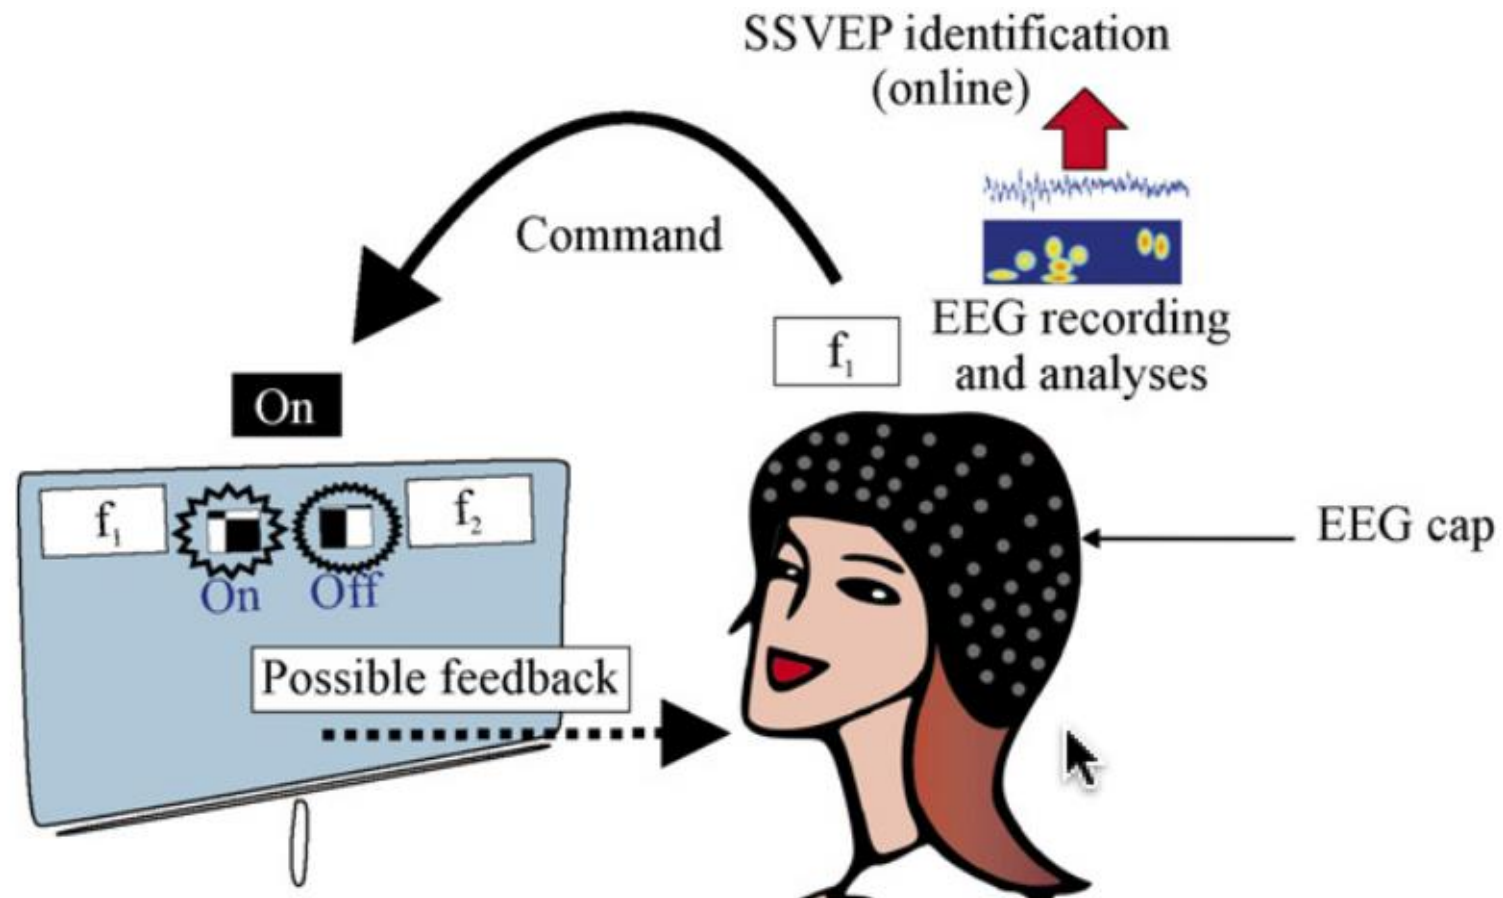 SSVEP identification
(online)
Command
EEG recording
and analyses
f₁
On
f₁
f₂
On
Off
EEG cap
Possible feedback